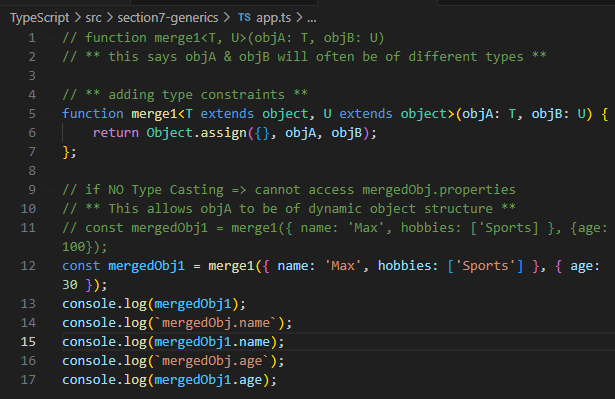 TypeScript > src > section7-generics > TS app.ts > ...
1 // function merge1<T, U>(objA: T, objB: U)
2 // ** this says objA & objB will often be of different types **
3
4 // ** adding type constraints **
5 function merge1<T extends object, U extends object>(objA: T, objB: U) {
6     return Object.assign({}, objA, objB);
7 };
8
9 // if NO Type Casting => cannot access mergedObj.properties
10 // ** This allows objA to be of dynamic object structure **
11 // const mergedObj1 = merge1({ name: 'Max', hobbies: ['Sports] }, {age:
100});
12 const mergedObj1 = merge1({ name: 'Max', hobbies: ['Sports'] }, { age:
30 });
13 console.log(mergedObj1);
14 console.log(`mergedObj.name`);
15 console.log(mergedObj1.name);
16 console.log(`mergedObj.age`);
17 console.log(mergedObj1.age);